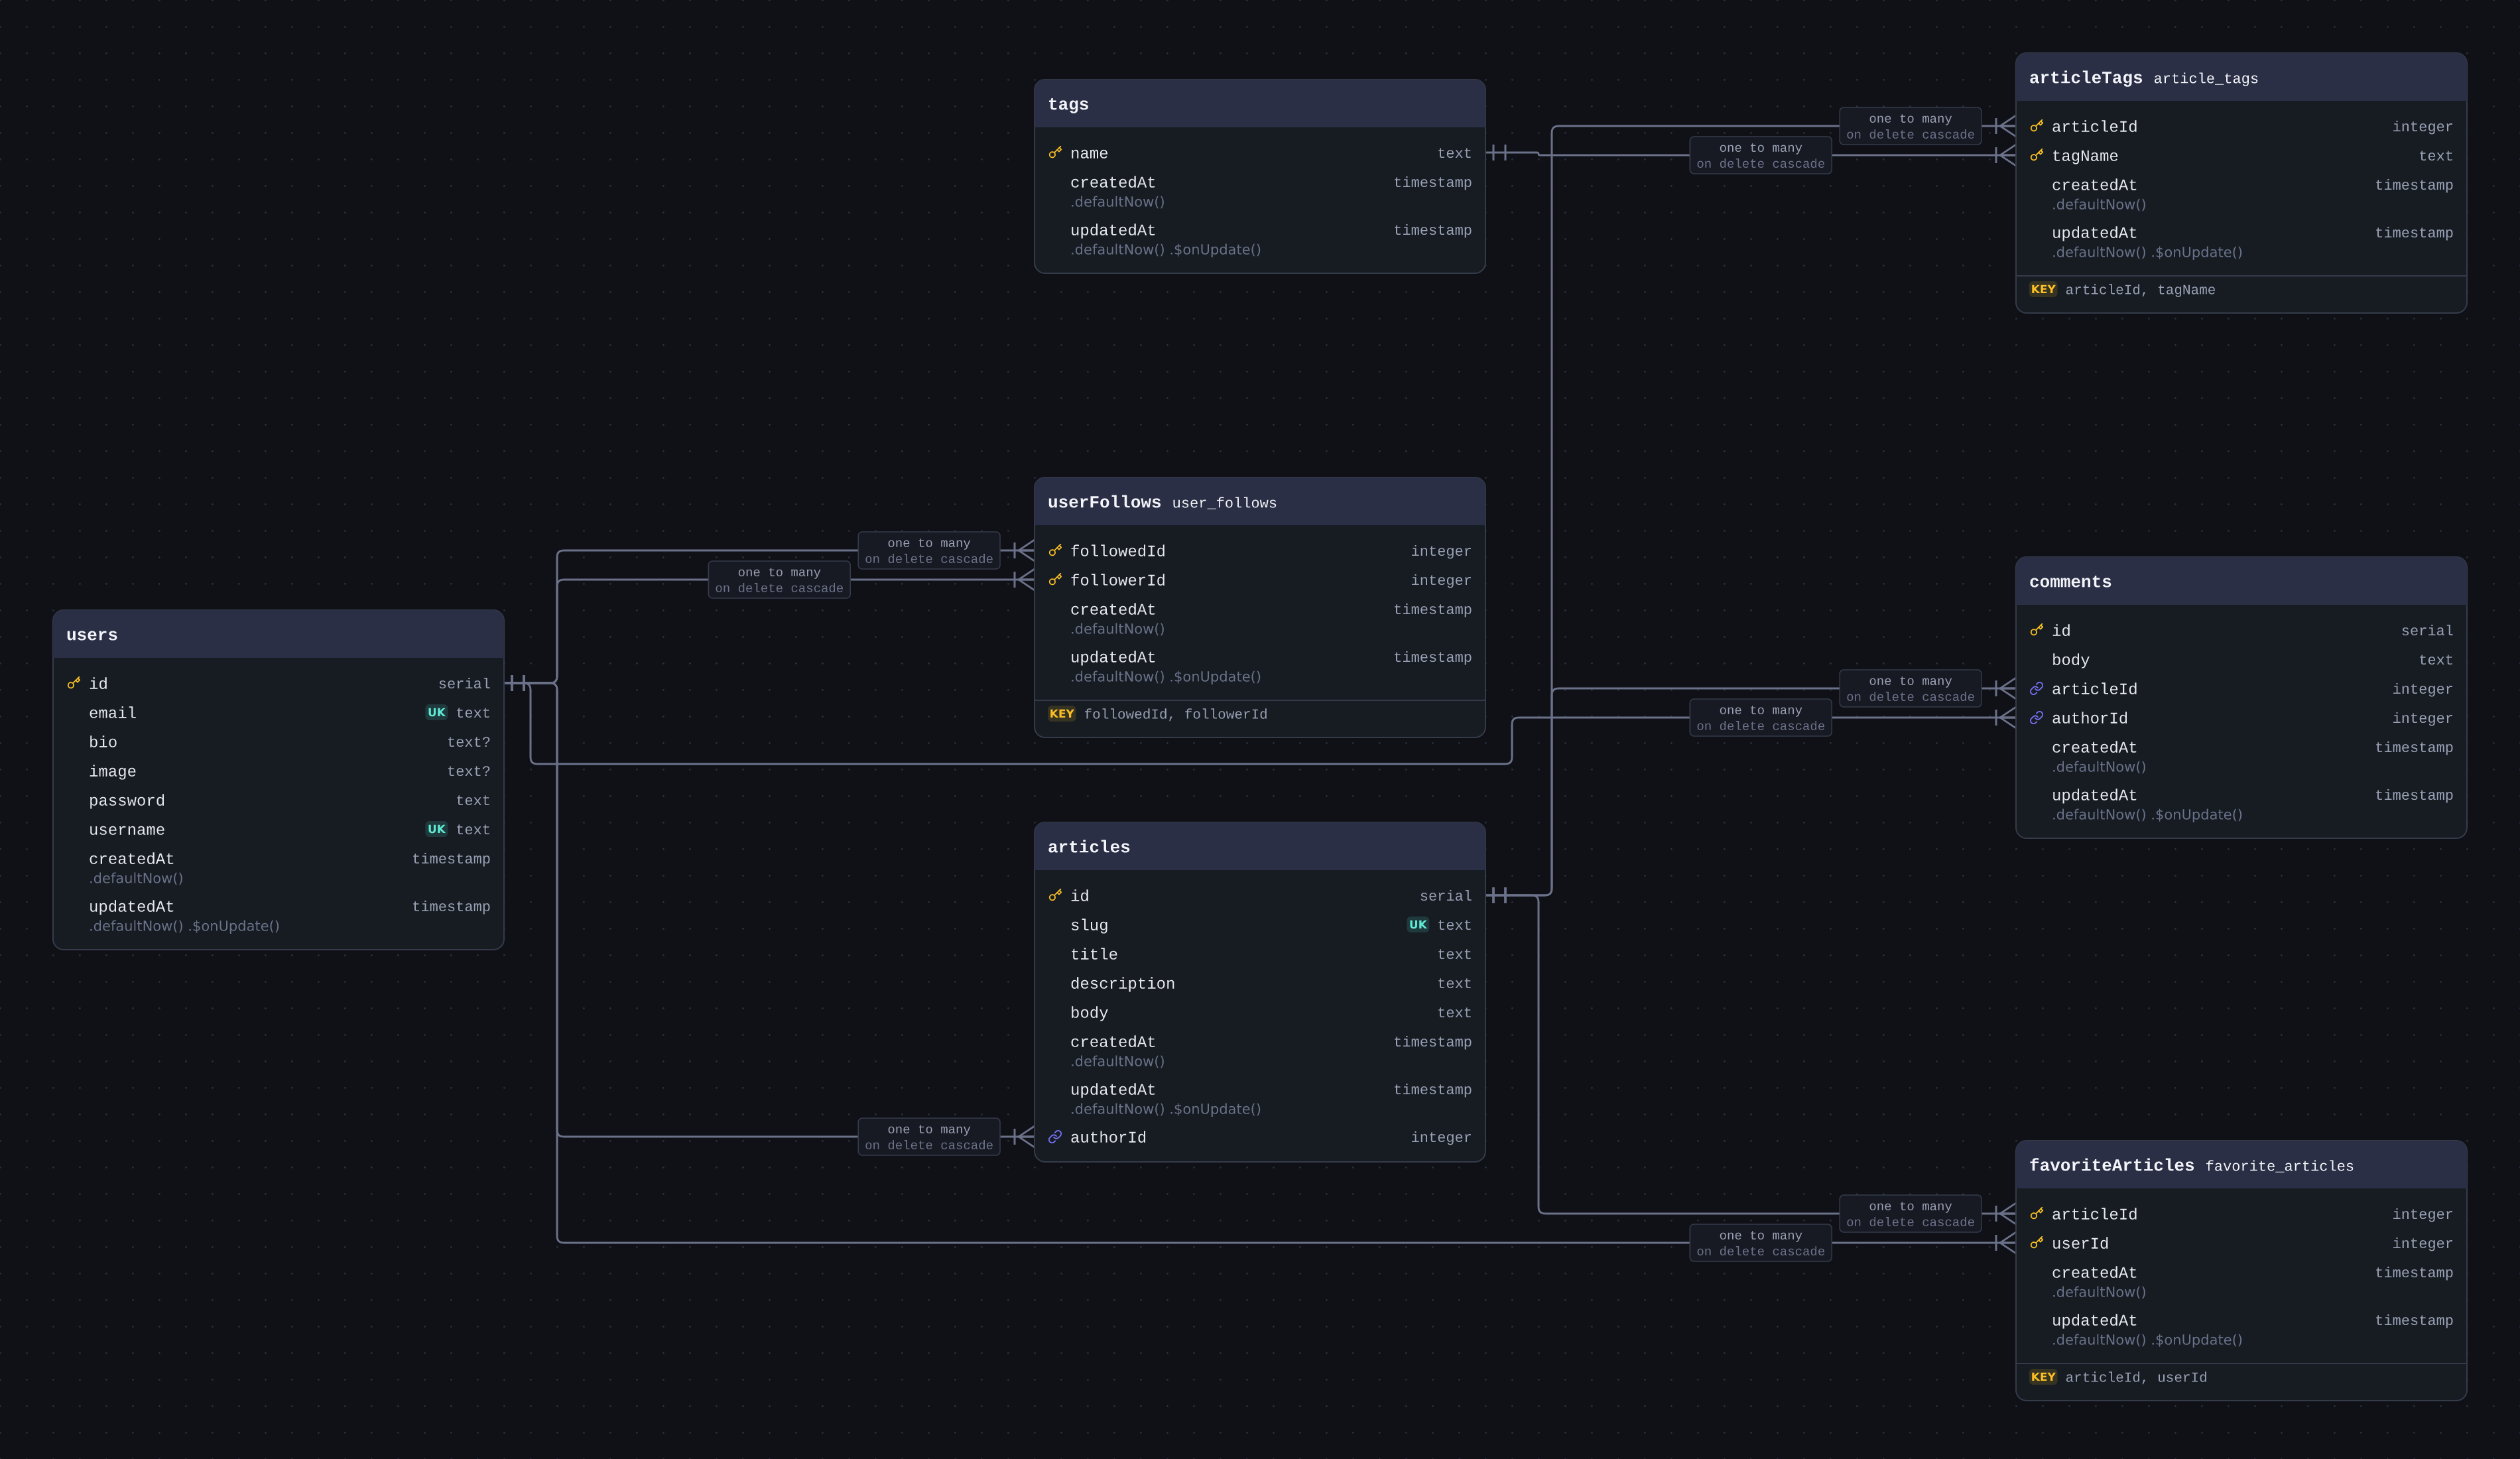 tags
name text
createdAt timestamp
.defaultNow()
updatedAt timestamp
.defaultNow() .$onUpdate()
articleTags article_tags
articleId integer
tagName text
createdAt timestamp
.defaultNow()
updatedAt timestamp
.defaultNow() .$onUpdate()
KEY articleId, tagName
one to many
on delete cascade
one to many
on delete cascade
userFollows user_follows
followedId integer
followerId integer
createdAt timestamp
.defaultNow()
updatedAt timestamp
.defaultNow() .$onUpdate()
KEY followedId, followerId
one to many
on delete cascade
one to many
on delete cascade
users
id serial
email UK text
bio text?
image text?
password text
username UK text
createdAt timestamp
.defaultNow()
updatedAt timestamp
.defaultNow() .$onUpdate()
comments
id serial
body text
articleId integer
authorId integer
createdAt timestamp
.defaultNow()
updatedAt timestamp
.defaultNow() .$onUpdate()
one to many
on delete cascade
one to many
on delete cascade
articles
id serial
slug UK text
title text
description text
body text
createdAt timestamp
.defaultNow()
updatedAt timestamp
.defaultNow() .$onUpdate()
authorId integer
one to many
on delete cascade
favoriteArticles favorite_articles
articleId integer
userId integer
createdAt timestamp
.defaultNow()
updatedAt timestamp
.defaultNow() .$onUpdate()
KEY articleId, userId
one to many
on delete cascade
one to many
on delete cascade